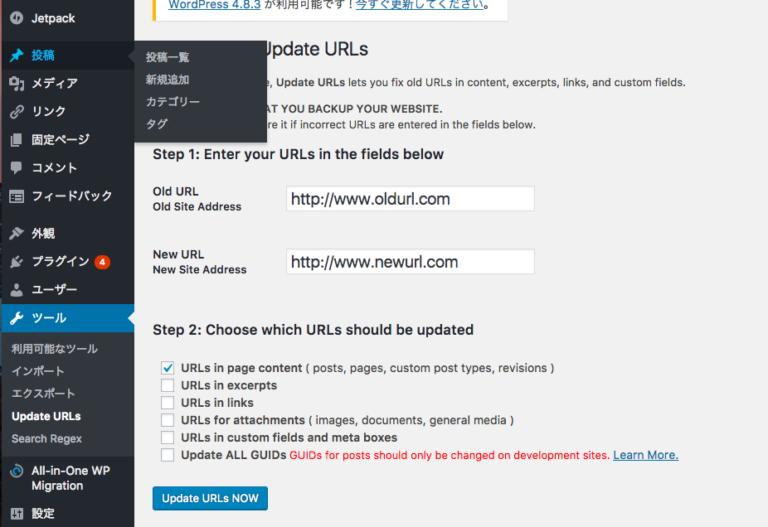 WordPress 4.8.3 が利用可能です ! 今すぐ更新してください。
Jetpack
投稿
メディア
リンク
固定ページ
コメント
フィードバック
外観
プラグイン 4
ユーザー
ツール
利用可能なツール
インポート
エクスポート
Update URLs
Search Regex
All-in-One WP
Migration
設定
投稿一覧
新規追加
カテゴリー
タグ
Update URLs
, Update URLs lets you fix old URLs in content, excerpts, links, and custom fields.
AT YOU BACKUP YOUR WEBSITE.
re it if incorrect URLs are entered in the fields below.
Step 1: Enter your URLs in the fields below
Old URL
Old Site Address
http://www.oldurl.com
New URL
New Site Address
http://www.newurl.com
Step 2: Choose which URLs should be updated
URLs in page content ( posts, pages, custom post types, revisions )
URLs in excerpts
URLs in links
URLs for attachments ( images, documents, general media )
URLs in custom fields and meta boxes
Update ALL GUIDs GUIDs for posts should only be changed on development sites. Learn More.
Update URLs NOW